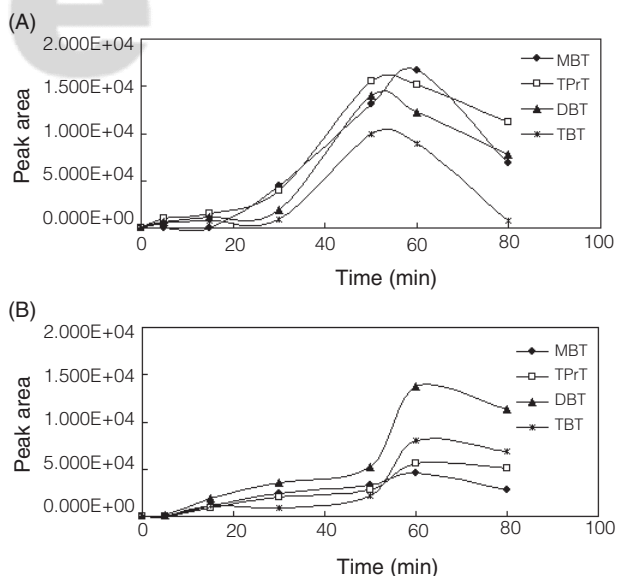 (A)
2.000E+04
1.500E+04
1.000E+04
5.000E+04
0.000E+00
Peak area
0
20
40
60
80
100
Time (min)
MBT
TPrT
DBT
TBT
(B)
2.000E+04
1.500E+04
1.000E+04
5.000E+04
0.000E+00
Peak area
0
20
40
60
80
100
Time (min)
MBT
TPrT
DBT
TBT